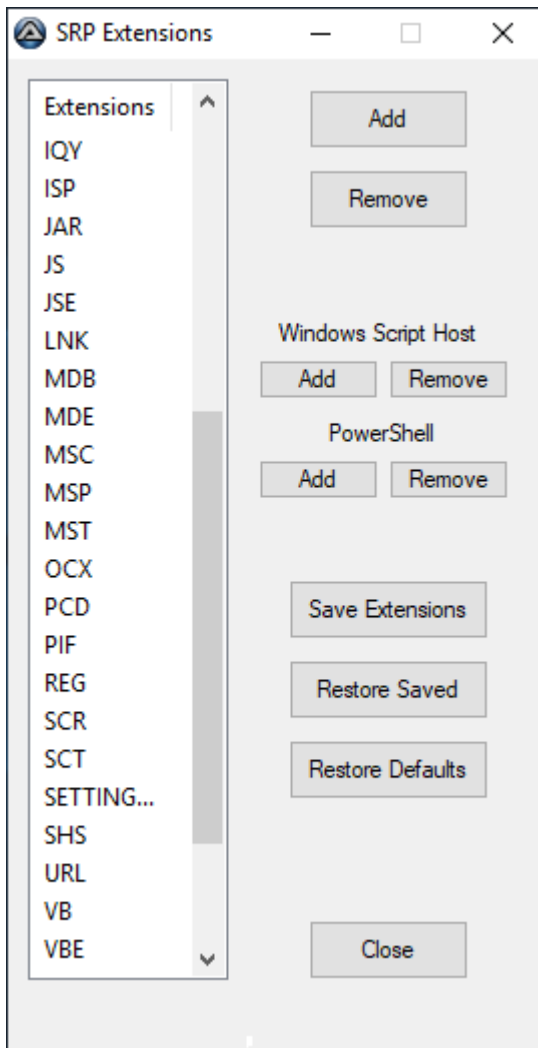 SRP Extensions
Extensions
IQY
ISP
JAR
JS
JSE
LNK
MDB
MDE
MSC
MSP
MST
OCX
PCD
PIF
REG
SCR
SCT
SETTING...
SHS
URL
VB
VBE
Add
Remove
Windows Script Host
Add Remove
PowerShell
Add Remove
Save Extensions
Restore Saved
Restore Defaults
Close